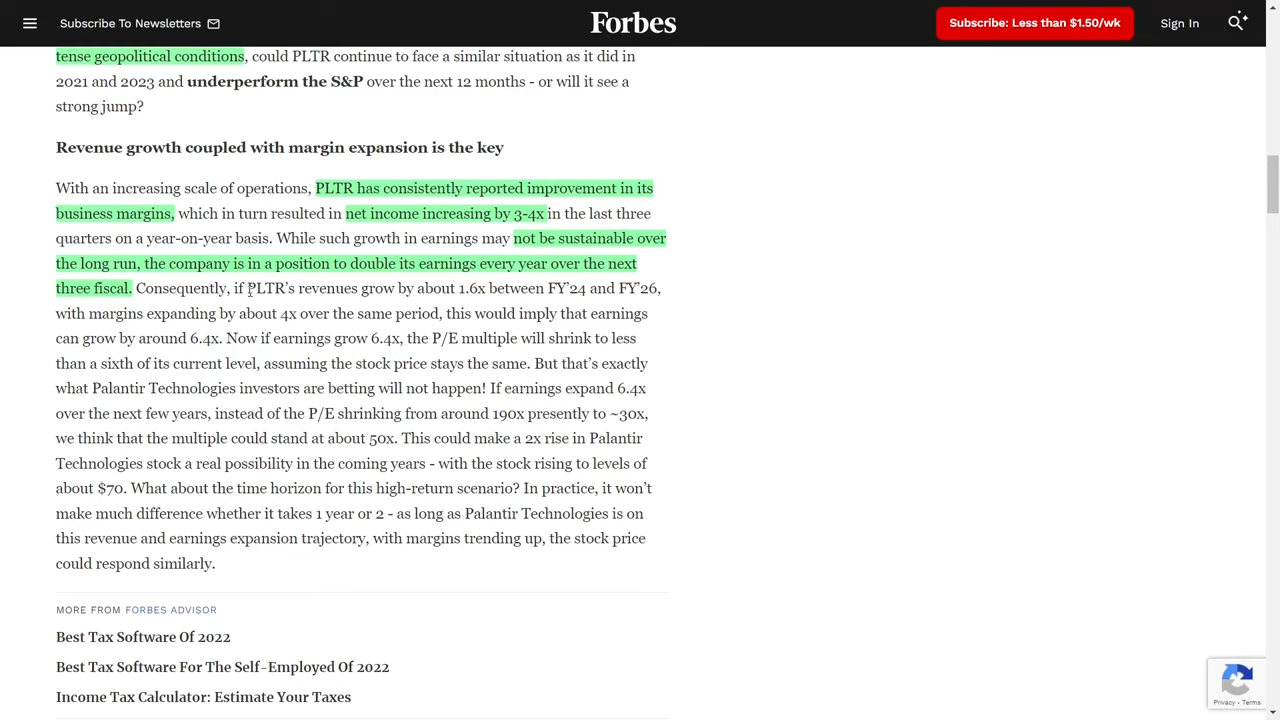 Subscribe To Newsletters
Forbes
Subscribe: Less than $1.50/wk
Sign In
tense geopolitical conditions, could PLTR continue to face a similar situation as it did in
2021 and 2023 and underperform the S&P over the next 12 months - or will it see a
strong jump?
Revenue growth coupled with margin expansion is the key
With an increasing scale of operations, PLTR has consistently reported improvement in its
business margins, which in turn resulted in net income increasing by 3-4x in the last three
quarters on a year-on-year basis. While such growth in earnings may not be sustainable over
the long run, the company is in a position to double its earnings every year over the next
three fiscal. Consequently, if PLTR's revenues grow by about 1.6x between FY'24 and FY'26,
with margins expanding by about 4x over the same period, this would imply that earnings
can grow by around 6.4x. Now if earnings grow 6.4x, the P/E multiple will shrink to less
than a sixth of its current level, assuming the stock price stays the same. But that's exactly
what Palantir Technologies investors are betting will not happen! If earnings expand 6.4x
over the next few years, instead of the P/E shrinking from around 190x presently to ~30x,
we think that the multiple could stand at about 50x. This could make a 2x rise in Palantir
Technologies stock a real possibility in the coming years - with the stock rising to levels of
about $70. What about the time horizon for this high-return scenario? In practice, it won't
make much difference whether it takes 1 year or 2 - as long as Palantir Technologies is on
this revenue and earnings expansion trajectory, with margins trending up, the stock price
could respond similarly.
MORE FROM FORBES ADVISOR
Best Tax Software Of 2022
Best Tax Software For The Self-Employed Of 2022
Income Tax Calculator: Estimate Your Taxes
Privacy - Terms